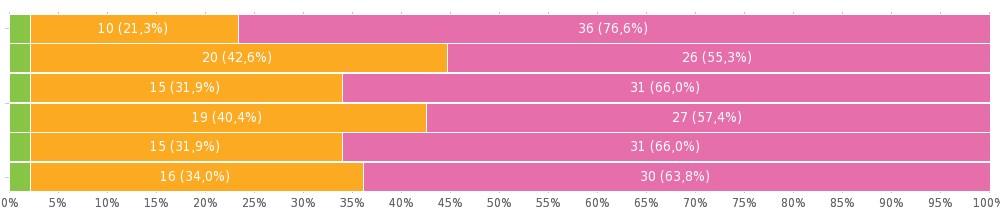 10 (21,3%) 36 (76,6%)
20 (42,6%) 26 (55,3%)
15 (31,9%) 31 (66,0%)
19 (40,4%) 27 (57,4%)
15 (31,9%) 31 (66,0%)
16 (34,0%) 30 (63,8%)
0% 5% 10% 15% 20% 25% 30% 35% 40% 45% 50% 55% 60% 65% 70% 75% 80% 85% 90% 95% 100%